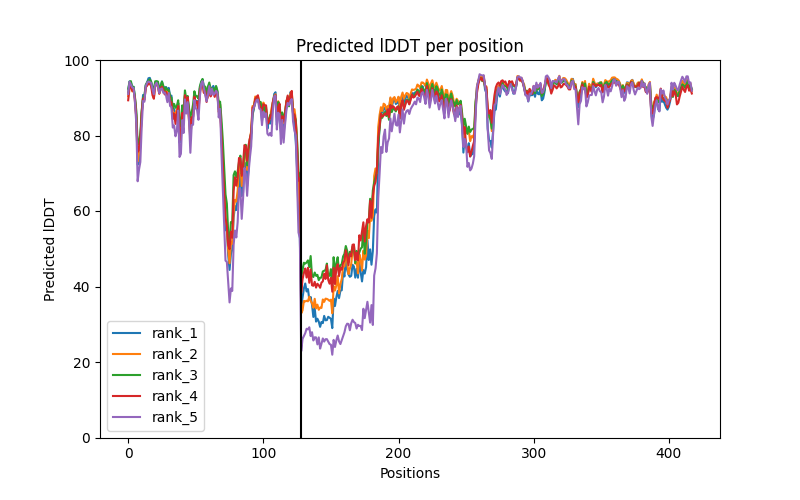 Predicted lDDT per position
100
80
60
40
20
0
Predicted lDDT
rank_1
rank_2
rank_3
rank_4
rank_5
0 100 200 300 400
Positions